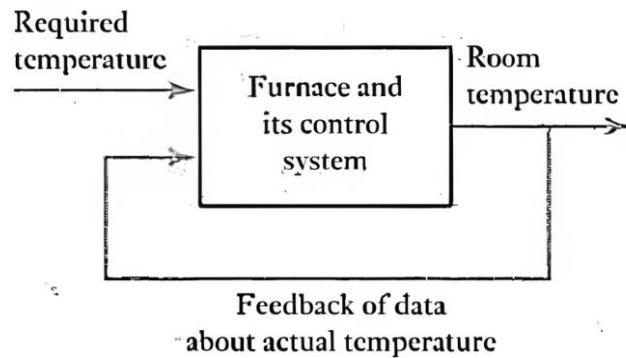 Required
temperature
Furnace and
its control
system
Room
temperature
Feedback of data
about actual temperature